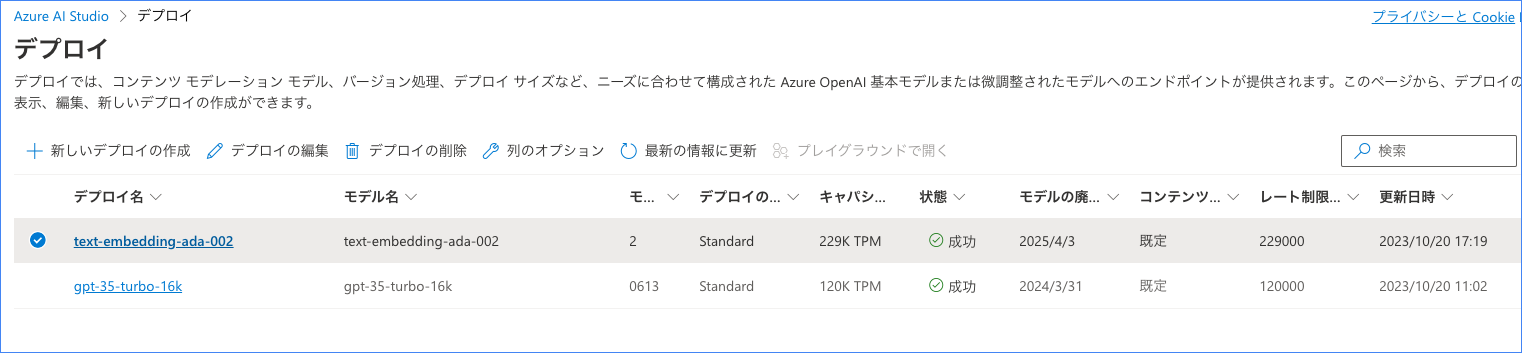 Azure AI Studio > デプロイ
プライバシーと Cookie
デプロイ
デプロイでは、コンテンツ モデレーション モデル、バージョン処理、デプロイ サイズなど、ニーズに合わせて構成された Azure OpenAI 基本モデルまたは微調整されたモデルへのエンドポイントが提供されます。このページから、デプロイの
表示、編集、新しいデプロイの作成ができます。
新しいデプロイの作成 デプロイの編集 デプロイの削除 列のオプション 最新の情報に更新 プレイグラウンドで開く 検索
デプロイ名 モデル名 モ... デプロイの... キャパシ... 状態 モデルの廃... コンテンツ... レート制限... 更新日時
text-embedding-ada-002 text-embedding-ada-002 2 Standard 229K TPM 成功 2025/4/3 既定 229000 2023/10/20 17:19
gpt-35-turbo-16k gpt-35-turbo-16k 0613 Standard 120K TPM 成功 2024/3/31 既定 120000 2023/10/20 11:02